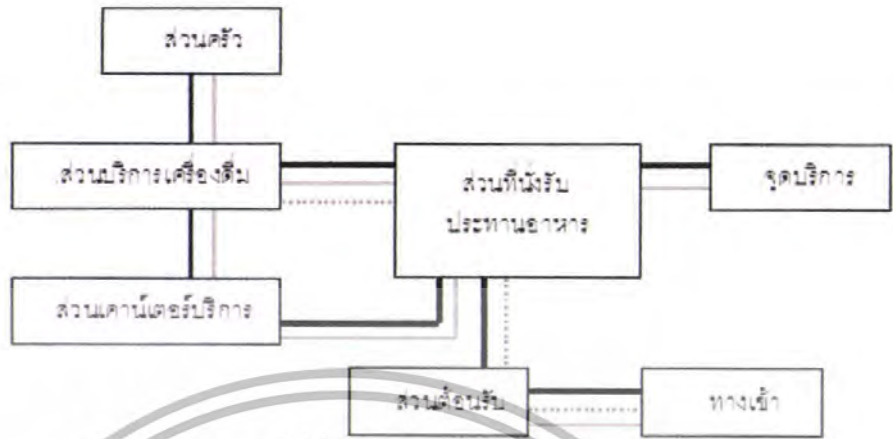 ส่วนครัว
ส่วนบริการเครื่องดื่ม
ส่วนที่นั่งรับ
ประทานอาหาร
จุดบริการ
ส่วนเคาน์เตอร์บริการ
ส่วนต้อนรับ
ทางเข้า